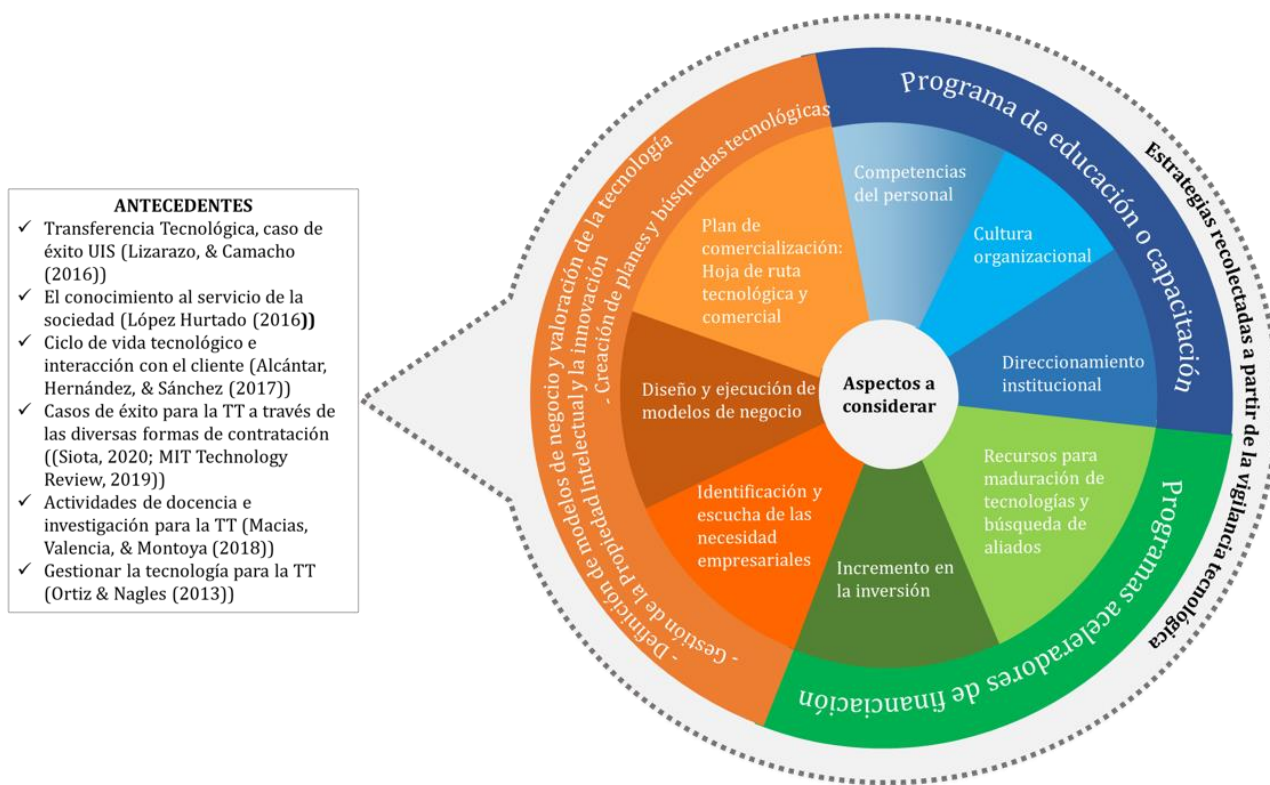 ANTECEDENTES
✓ Transferencia Tecnológica, caso de
éxito UIS (Lizarazo, & Camacho
(2016))
✓ El conocimiento al servicio de la
sociedad (López Hurtado (2016))
✓ Ciclo de vida tecnológico e
interacción con el cliente (Alcántar,
Hernández, & Sánchez (2017))
✓ Casos de éxito para la TT a través de
las diversas formas de contratación
((Siota, 2020; MIT Technology
Review, 2019))
✓ Actividades de docencia e
investigación para la TT (Macias,
Valencia, & Montoya (2018))
✓ Gestionar la tecnología para la TT
(Ortiz & Nagles (2013))
- Definición de modelos de negocio y valoración de la tecnología
- Gestión de la Propiedad Intelectual y la innovación
- Creación de planes y búsquedas tecnológicas
Programa de educación o capacitación
Estrategias recolectadas a partir de la vigilancia tecnológica
Programas aceleradores de financiación
Competencias
del personal
Cultura
organizacional
Direccionamiento
institucional
Recursos para
maduración de
tecnologías y
búsqueda de
aliados
Incremento en
la inversión
Identificación y
escucha de las
necesidad
empresariales
Diseño y ejecución de
modelos de negocio
Plan de
comercialización:
Hoja de ruta
tecnológica y
comercial
Aspectos a
considerar